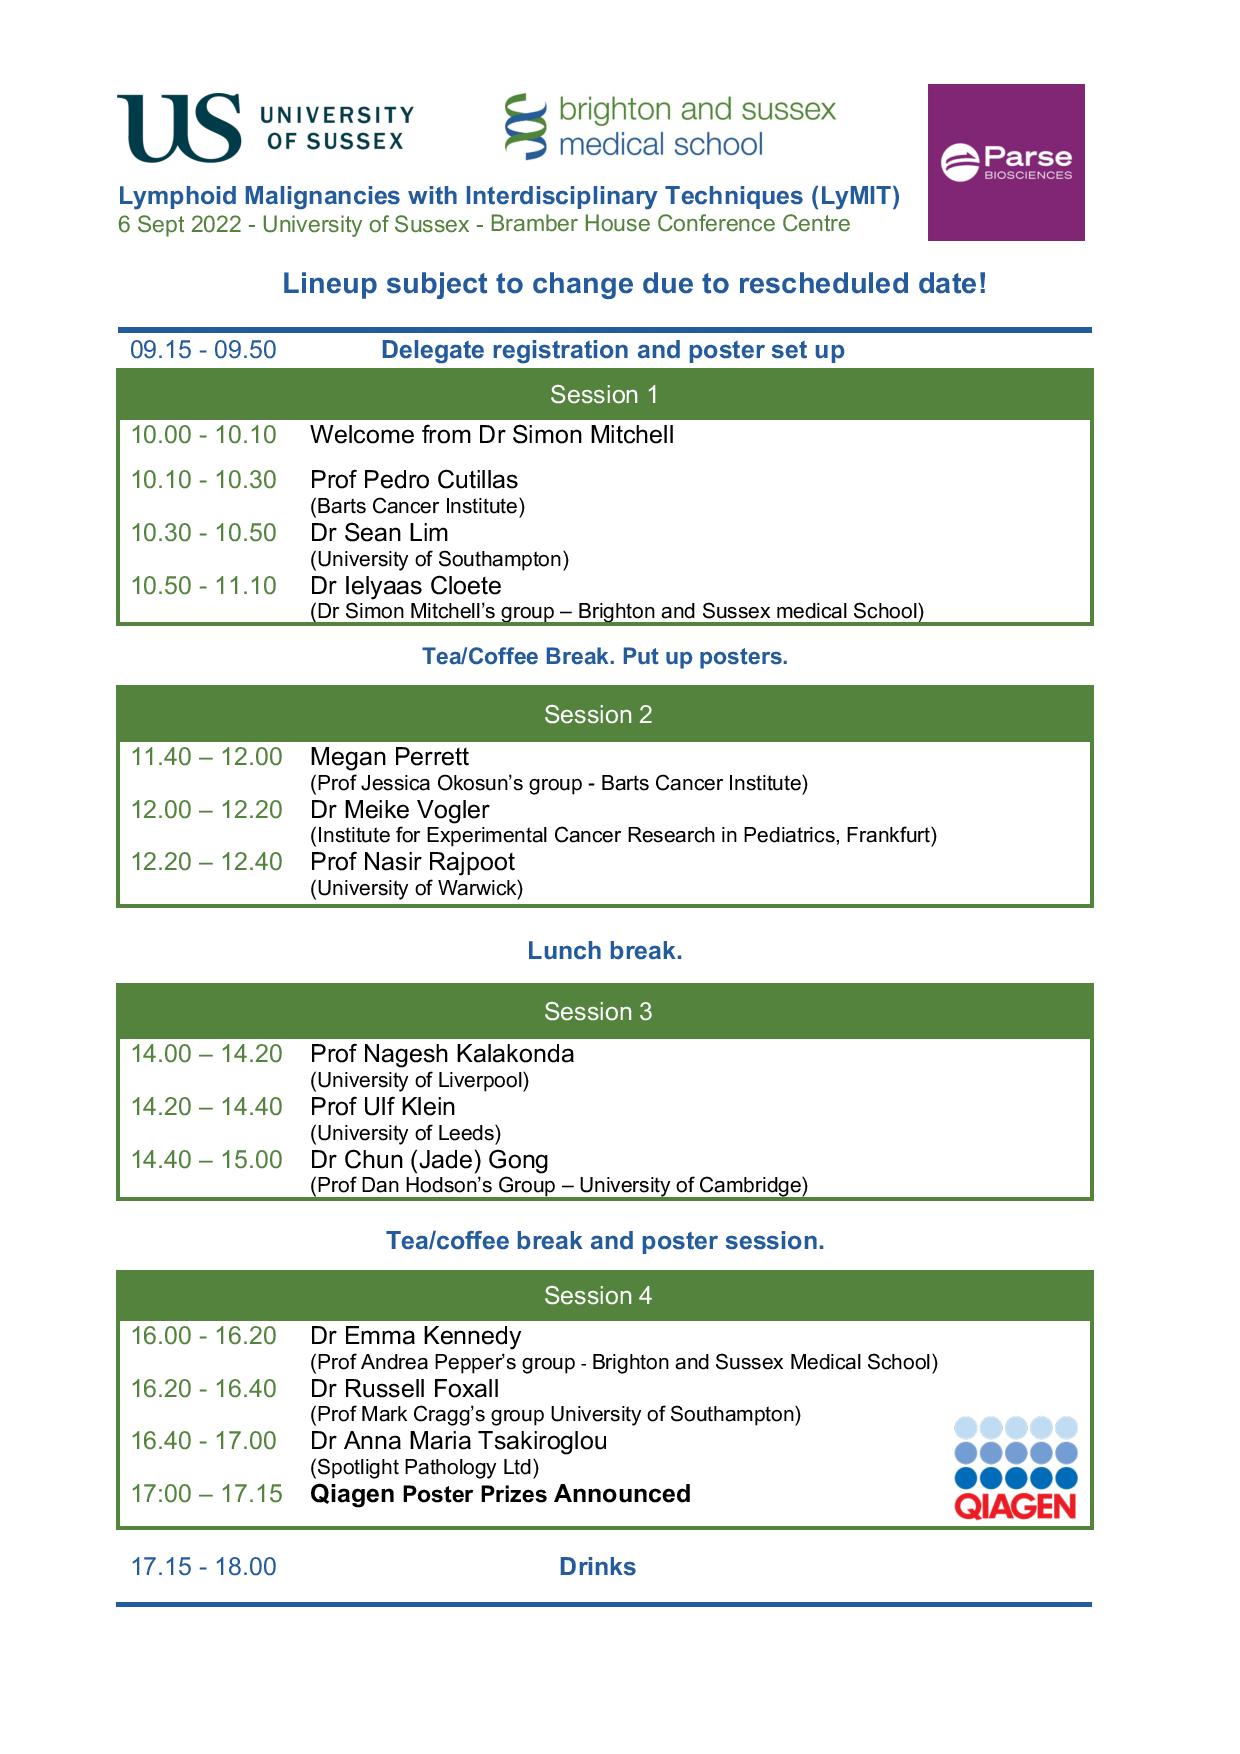 US UNIVERSITY
OF SUSSEX
brighton and sussex
medical school
Parse
BIOSCIENCES
Lymphoid Malignancies with Interdisciplinary Techniques (LyMIT)
6 Sept 2022 - University of Sussex - Bramber House Conference Centre
Lineup subject to change due to rescheduled date!
09.15 - 09.50 Delegate registration and poster set up
Session 1
10.00 - 10.10 Welcome from Dr Simon Mitchell
10.10 - 10.30 Prof Pedro Cutillas
(Barts Cancer Institute)
10.30 - 10.50 Dr Sean Lim
(University of Southampton)
10.50 - 11.10 Dr Ielyaas Cloete
(Dr Simon Mitchell’s group – Brighton and Sussex medical School)
Tea/Coffee Break. Put up posters.
Session 2
11.40 – 12.00 Megan Perrett
(Prof Jessica Okosun’s group - Barts Cancer Institute)
12.00 – 12.20 Dr Meike Vogler
(Institute for Experimental Cancer Research in Pediatrics, Frankfurt)
12.20 – 12.40 Prof Nasir Rajpoot
(University of Warwick)
Lunch break.
Session 3
14.00 – 14.20 Prof Nagesh Kalakonda
(University of Liverpool)
14.20 – 14.40 Prof Ulf Klein
(University of Leeds)
14.40 – 15.00 Dr Chun (Jade) Gong
(Prof Dan Hodson’s Group – University of Cambridge)
Tea/coffee break and poster session.
Session 4
16.00 - 16.20 Dr Emma Kennedy
(Prof Andrea Pepper’s group - Brighton and Sussex Medical School)
16.20 - 16.40 Dr Russell Foxall
(Prof Mark Cragg’s group University of Southampton)
16.40 - 17.00 Dr Anna Maria Tsakiroglou
(Spotlight Pathology Ltd)
17:00 – 17.15 Qiagen Poster Prizes Announced
QIAGEN
17.15 - 18.00 Drinks